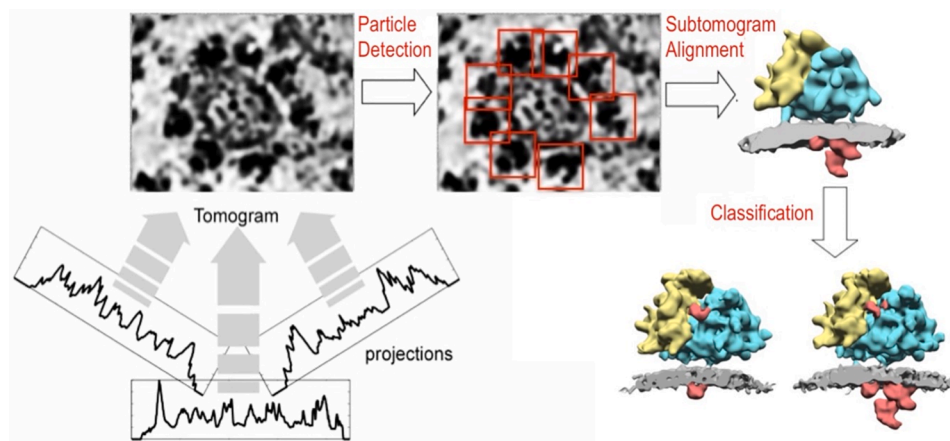 Particle
Detection
Subtomogram
Alignment
Tomogram
Classification
projections